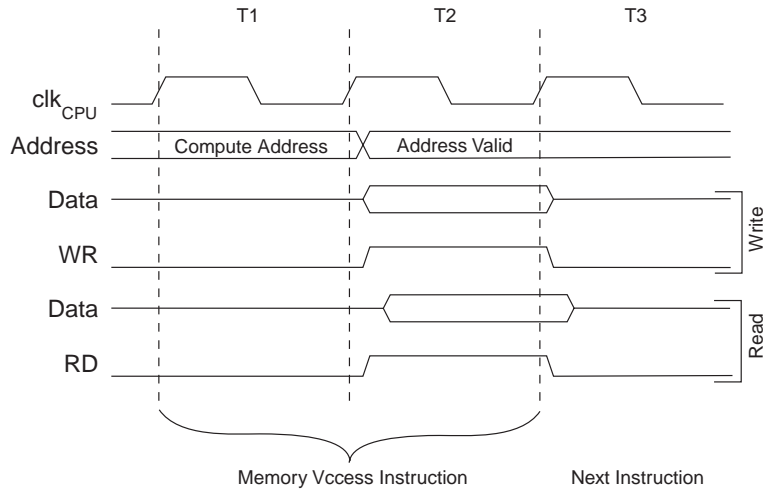 T1 T2 T3
clkCPU
Address Compute Address Address Valid
Data
WR
Write
Data
RD
Read
Memory Vccess Instruction Next Instruction